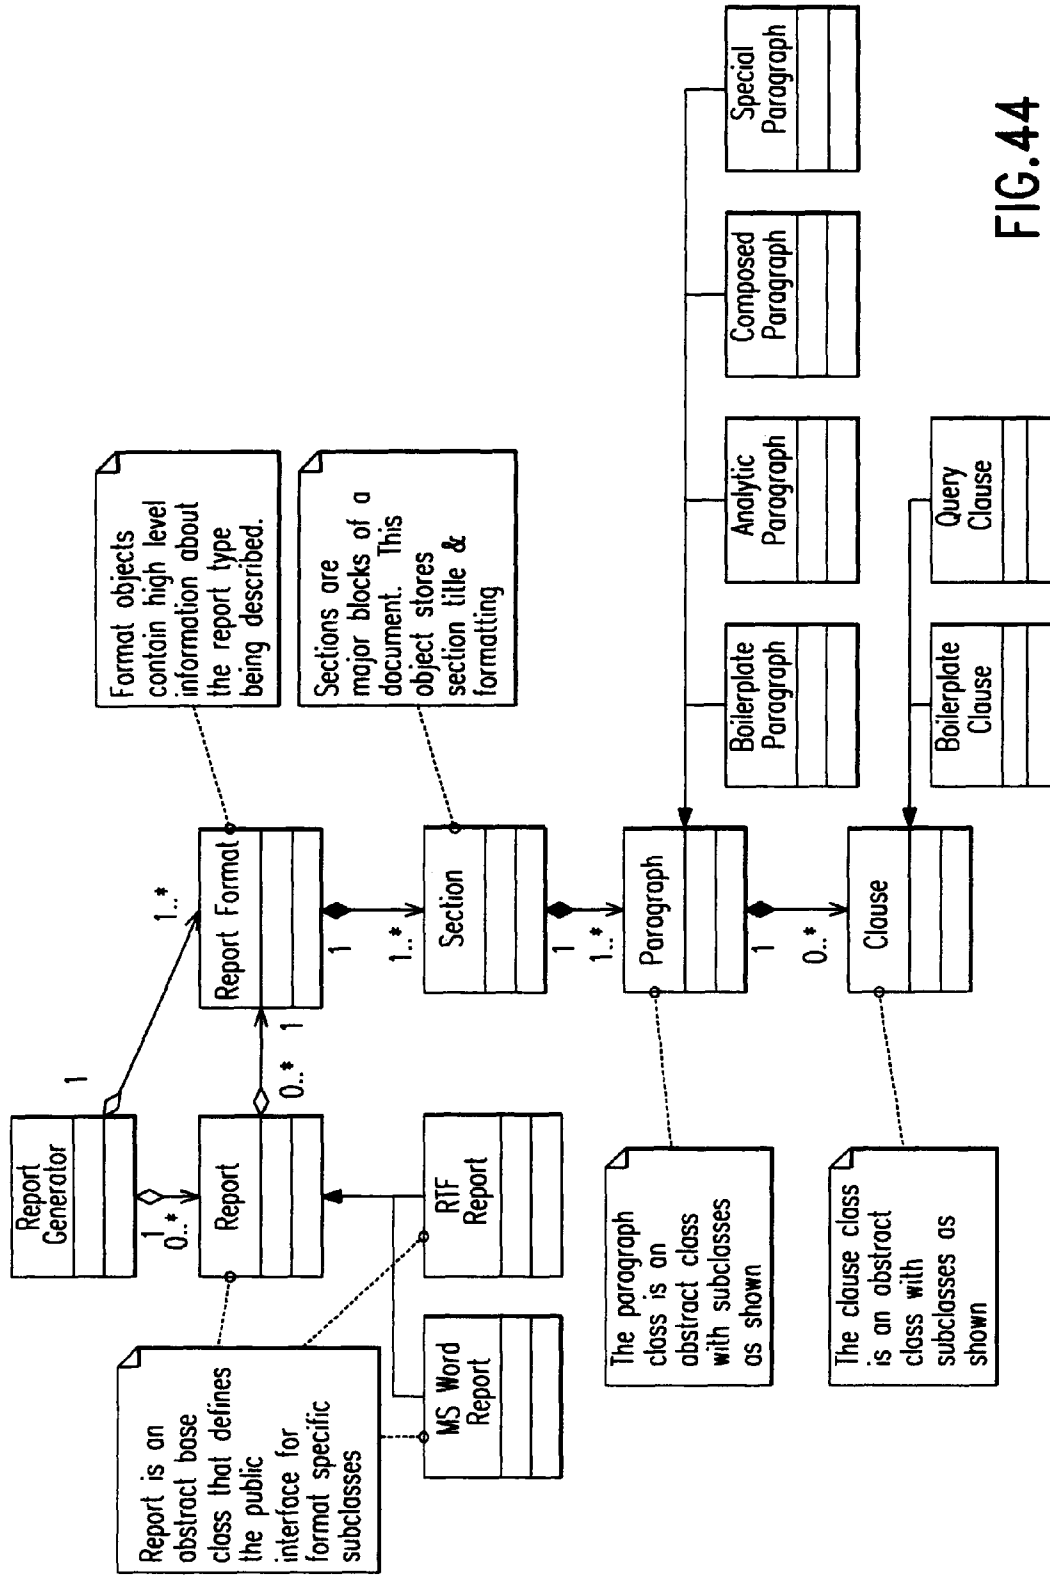 Report
Generator
1
1
0..*
1..*
Report is an
abstract base
class that defines
the public
interface for
format specific
subclasses
Report
0..*
1
Report Format
Format objects
contain high level
information about
the report type
being described.
MS Word
Report
RTF
Report
1
1..*
Section
Sections are
major blocks of a
document. This
object stores
section title &
formatting
1
1..*
The paragraph
class is an
abstract class
with subclasses
as shown
Paragraph
Boilerplate
Paragraph
Analytic
Paragraph
Composed
Paragraph
Special
Paragraph
1
0..*
The clause class
is an abstract
class with
subclasses as
shown
Clause
Boilerplate
Clause
Query
Clause
FIG.44